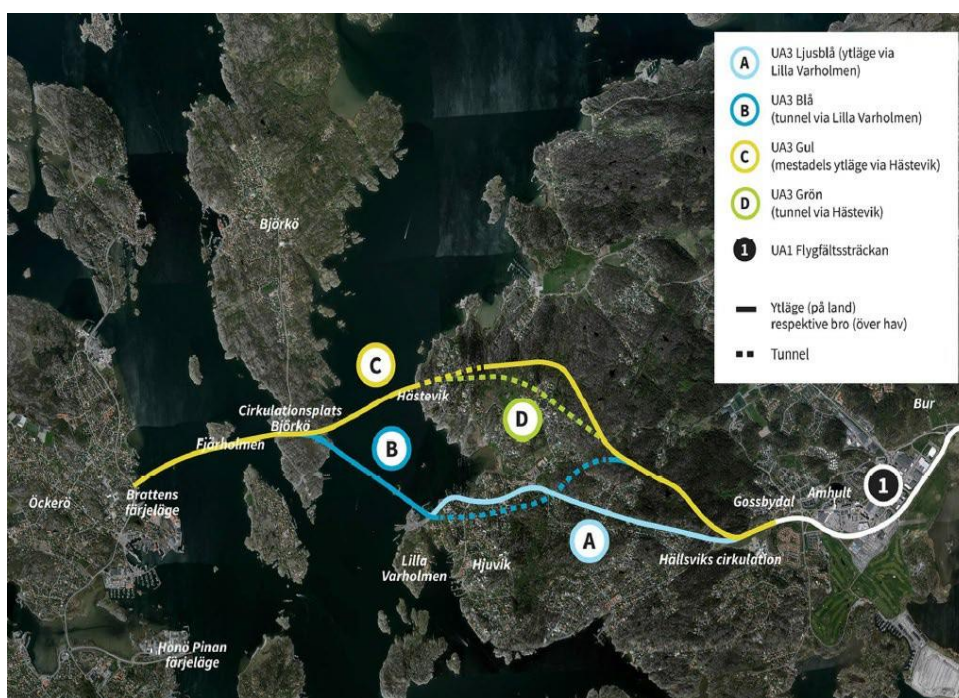 A
UA3 Ljusblå (ytläge via
Lilla Varholmen)
B
UA3 Blå
(tunnel via Lilla Varholmen)
C
UA3 Gul
(mestadels ytläge via Hästevik)
D
UA3 Grön
(tunnel via Hästevik)
1
UA1 Flygfältssträckan
Ytläge (på land)
respektive bro (över hav)
Tunnel
Björkö
C
Hästevik
Bur
Cirkulationsplats
Björkö
D
Fjärholmen
B
1
Öckerö
Brattens
färjeläge
Gossbydal
Amhult
A
Lilla
Varholmen
Hjuvik
Hällsviks cirkulation
Hönö Pinan
färjeläge